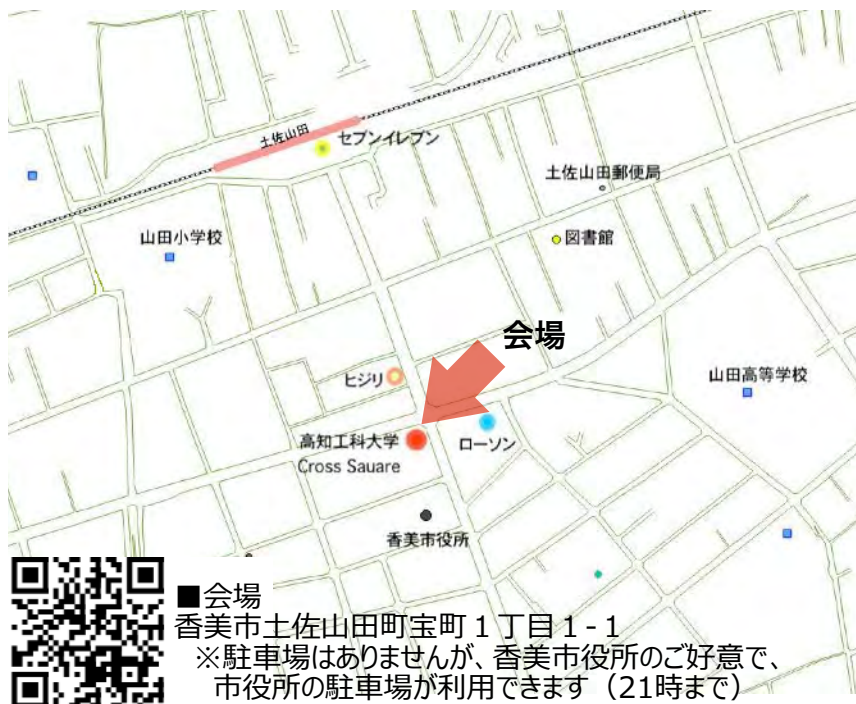 土佐山田
セブンイレブン
土佐山田郵便局
山田小学校
図書館
会場
ヒジリ
山田高等学校
高知工科大学
Cross Sauare
ローソン
香美市役所
■会場
香美市土佐山田町宝町１丁目１-１
※駐車場はありませんが、香美市役所のご好意で、
市役所の駐車場が利用できます（21時まで）